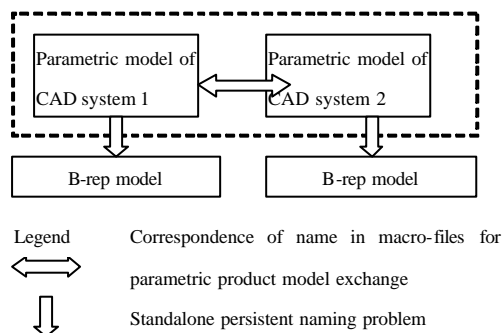 Parametric model of
CAD system 1
Parametric model of
CAD system 2
B-rep model
B-rep model
Legend
Correspondence of name in macro-files for
parametric product model exchange
Standalone persistent naming problem